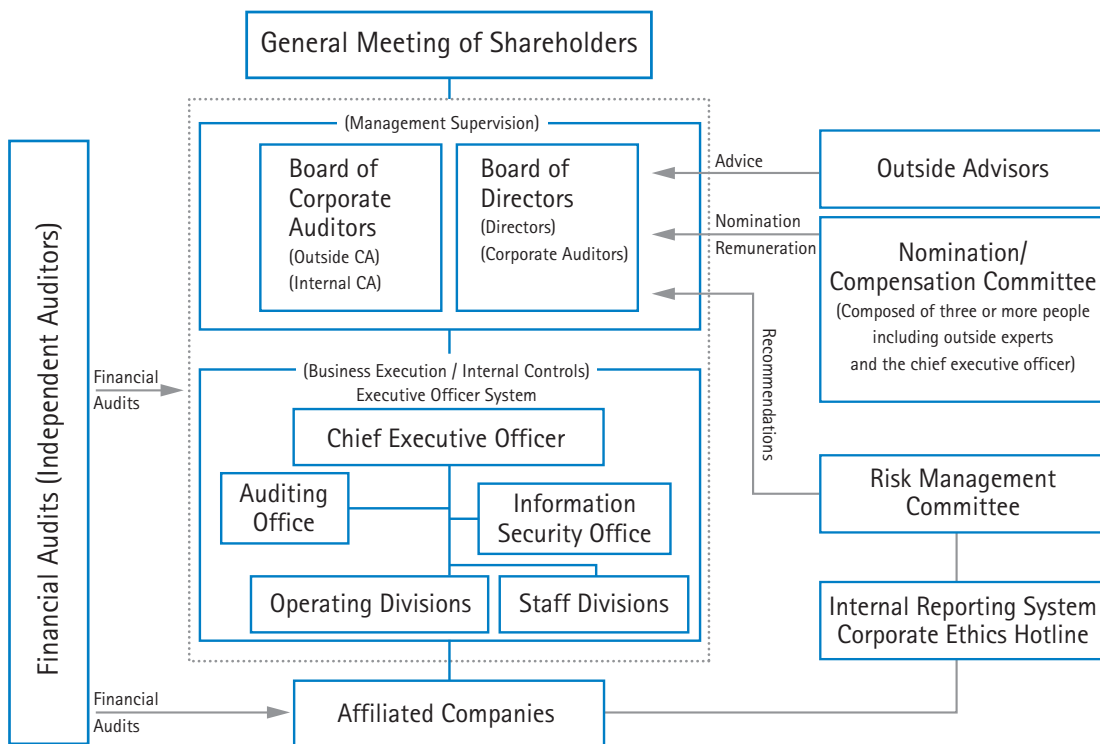 General Meeting of Shareholders
(Management Supervision)
Board of
Corporate
Auditors
(Outside CA)
(Internal CA)
Board of
Directors
(Directors)
(Corporate Auditors)
Advice
Outside Advisors
Nomination
Remuneration
Nomination/
Compensation Committee
(Composed of three or more people
including outside experts
and the chief executive officer)
Recommendations
Financial Audits (Independent Auditors)
Financial
Audits
(Business Execution / Internal Controls)
Executive Officer System
Chief Executive Officer
Auditing
Office
Information
Security Office
Operating Divisions
Staff Divisions
Risk Management
Committee
Internal Reporting System
Corporate Ethics Hotline
Financial
Audits
Affiliated Companies